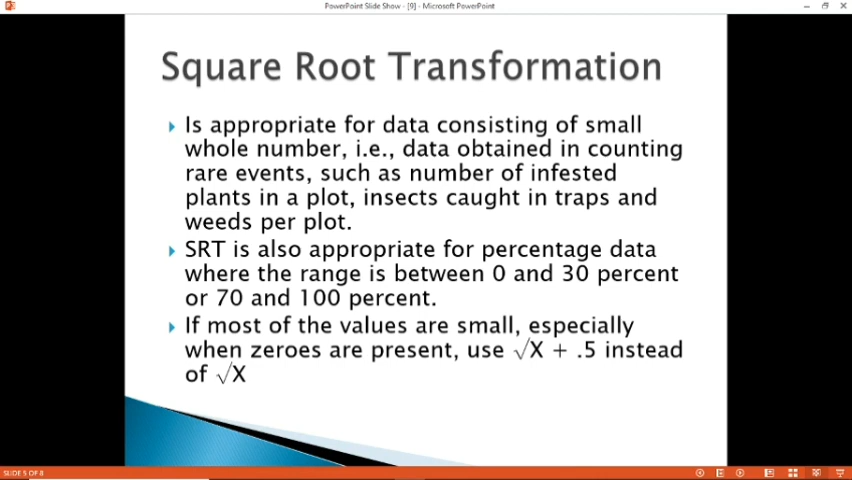 PowerPoint Slide Show - [9] - Microsoft PowerPoint
Square Root Transformation
Is appropriate for data consisting of small
whole number, i.e., data obtained in counting
rare events, such as number of infested
plants in a plot, insects caught in traps and
weeds per plot.
SRT is also appropriate for percentage data
where the range is between 0 and 30 percent
or 70 and 100 percent.
If most of the values are small, especially
when zeroes are present, use √X + .5 instead
of √X
SLIDE 5 OF 8